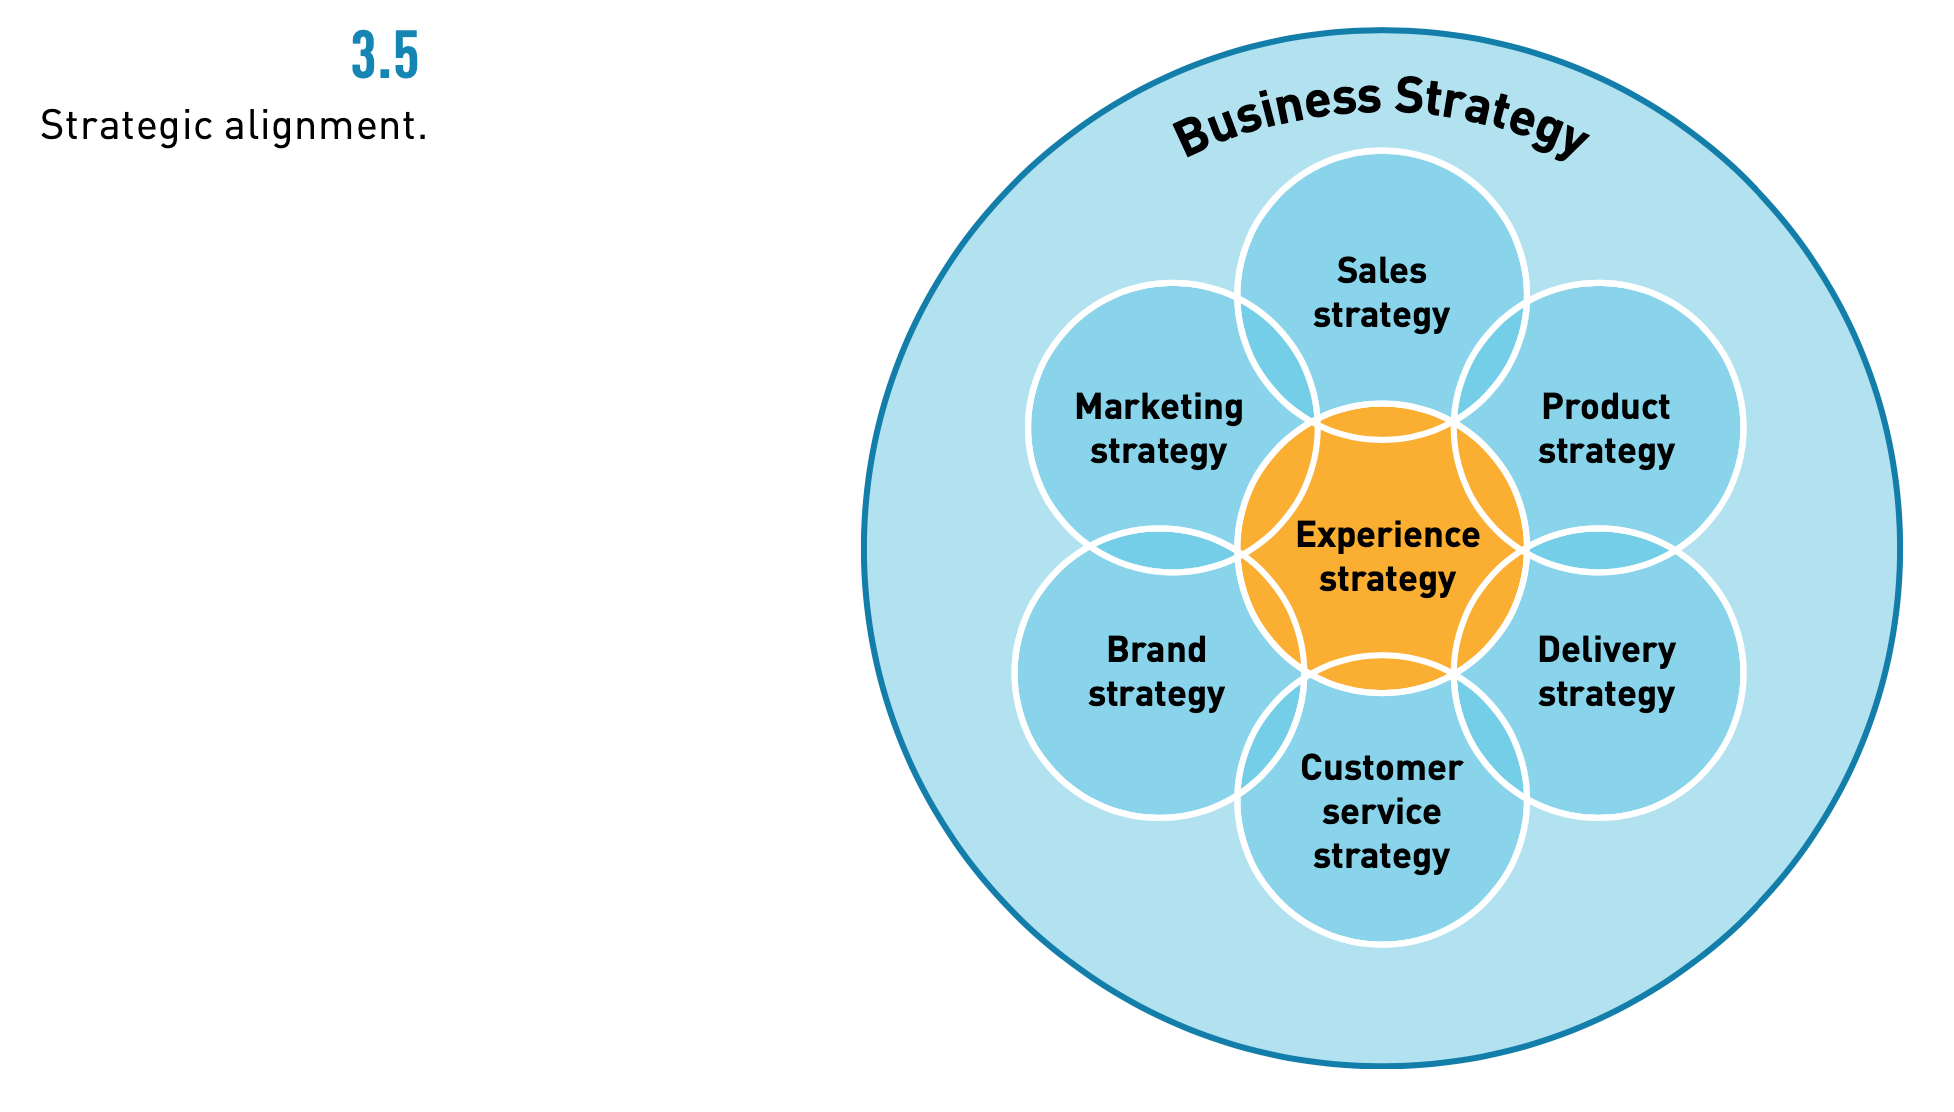 3.5
Strategic alignment.
Business Strategy
Sales
strategy
Marketing
strategy
Product
strategy
Experience
strategy
Brand
strategy
Delivery
strategy
Customer
service
strategy